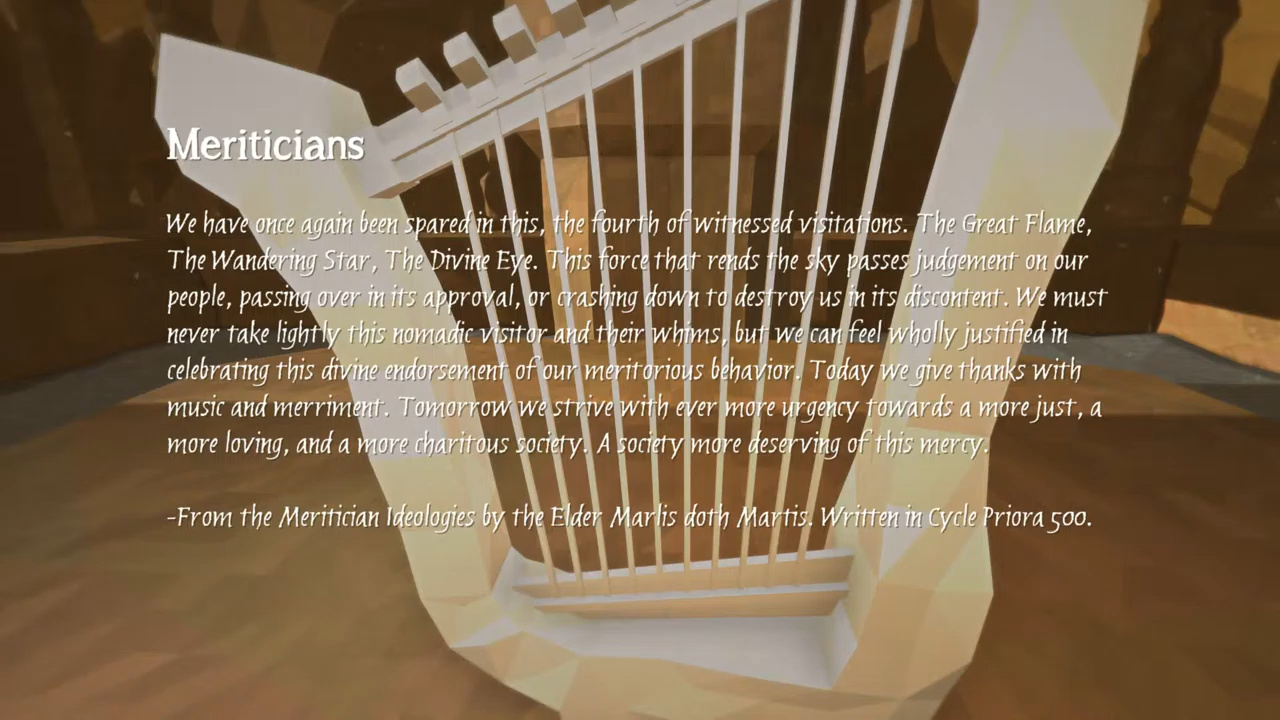 Meriticians
We have once again been spared in this, the fourth of witnessed visitations. The Great Flame,
The Wandering Star, The Divine Eye. This force that rends the sky passes judgement on our
people, passing over in its approval, or crashing down to destroy us in its discontent. We must
never take lightly this nomadic visitor and their whims, but we can feel wholly justified in
celebrating this divine endorsement of our meritorious behavior. Today we give thanks with
music and merriment. Tomorrow we strive with ever more urgency towards a more just, a
more loving, and a more charitous society. A society more deserving of this mercy.
-From the Meritician Ideologies by the Elder Marlis doth Martis. Written in Cycle Priora 500.